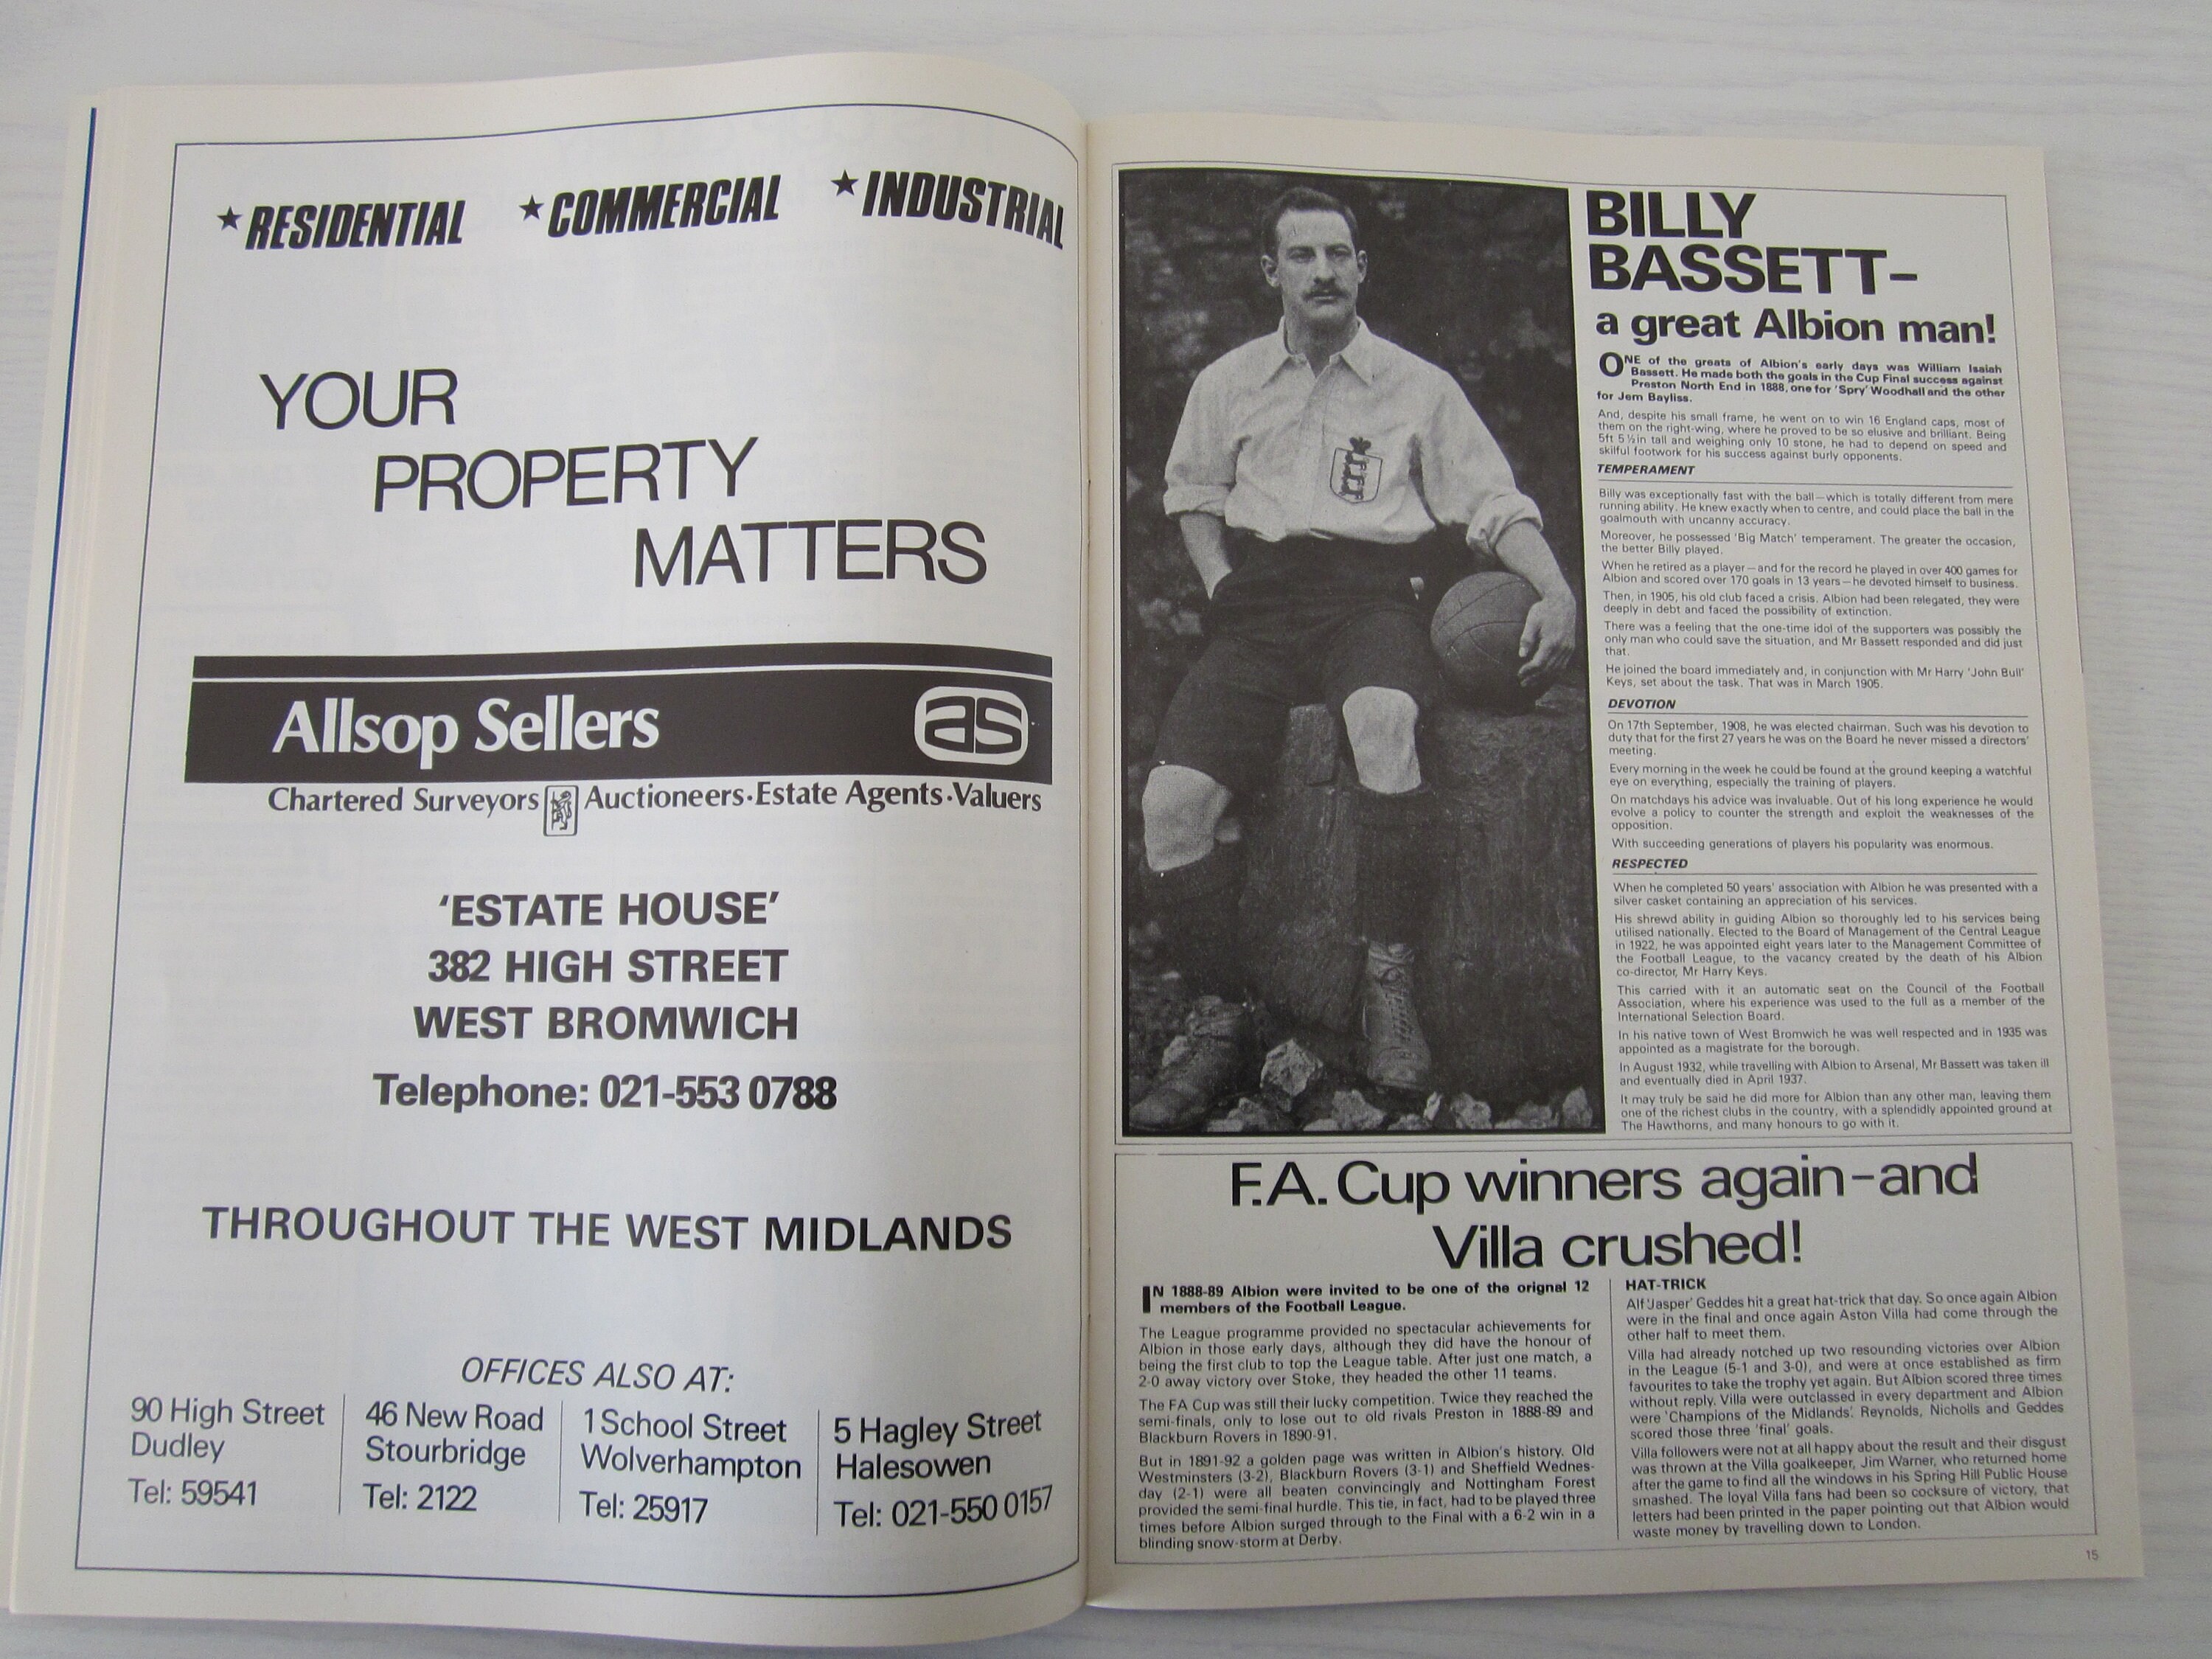 ★RESIDENTIAL ★COMMERCIAL ★INDUSTRIAL
YOUR
PROPERTY
MATTERS
Allsop Sellers as
Chartered Surveyors Auctioneers·Estate Agents·Valuers
'ESTATE HOUSE'
382 HIGH STREET
WEST BROMWICH
Telephone: 021-553 0788
THROUGHOUT THE WEST MIDLANDS
OFFICES ALSO AT:
90 High Street
Dudley
Tel: 59541
46 New Road
Stourbridge
Tel: 2122
1 School Street
Wolverhampton
Tel: 25917
5 Hagley Street
Halesowen
Tel: 021-550 0157
BILLY
BASSETT–
a great Albion man!
ONE of the greats of Albion's early days was William Isaiah
Bassett. He made both the goals in the Cup Final success against
Preston North End in 1888, one for 'Spry' Woodhall and the other
for Jem Bayliss.
And, despite his small frame, he went on to win 16 England caps, most of
them on the right-wing, where he proved to be so elusive and brilliant. Being
5ft 5½in tall and weighing only 10 stone, he had to depend on speed and
skilful footwork for his success against burly opponents.
TEMPERAMENT
Billy was exceptionally fast with the ball—which is totally different from mere
running ability. He knew exactly when to centre, and could place the ball in the
goalmouth with uncanny accuracy.
Moreover, he possessed 'Big Match' temperament. The greater the occasion,
the better Billy played.
When he retired as a player—and for the record he played in over 400 games for
Albion and scored over 170 goals in 13 years—he devoted himself to business.
Then, in 1905, his old club faced a crisis. Albion had been relegated, they were
deeply in debt and faced the possibility of extinction.
There was a feeling that the one-time idol of the supporters was possibly the
only man who could save the situation, and Mr Bassett responded and did just
that.
He joined the board immediately and, in conjunction with Mr Harry 'John Bull'
Keys, set about the task. That was in March 1905.
DEVOTION
On 17th September, 1908, he was elected chairman. Such was his devotion to
duty that for the first 27 years he was on the Board he never missed a directors'
meeting.
Every morning in the week he could be found at the ground keeping a watchful
eye on everything, especially the training of players.
On matchdays his advice was invaluable. Out of his long experience he would
evolve a policy to counter the strength and exploit the weaknesses of the
opposition.
With succeeding generations of players his popularity was enormous.
RESPECTED
When he completed 50 years' association with Albion he was presented with a
silver casket containing an appreciation of his services.
His shrewd ability in guiding Albion so thoroughly led to his services being
utilised nationally. Elected to the Board of Management of the Central League
in 1922, he was appointed eight years later to the Management Committee of
the Football League, to the vacancy created by the death of his Albion
co-director, Mr Harry Keys.
This carried with it an automatic seat on the Council of the Football
Association, where his experience was used to the full as a member of the
International Selection Board.
In his native town of West Bromwich he was well respected and in 1935 was
appointed as a magistrate for the borough.
In August 1932, while travelling with Albion to Arsenal, Mr Bassett was taken ill
and eventually died in April 1937.
It may truly be said he did more for Albion than any other man, leaving them
one of the richest clubs in the country, with a splendidly appointed ground at
The Hawthorns, and many honours to go with it.
F.A. Cup winners again–and
Villa crushed!
IN 1888-89 Albion were invited to be one of the orignal 12
members of the Football League.
The League programme provided no spectacular achievements for
Albion in those early days, although they did have the honour of
being the first club to top the League table. After just one match, a
2-0 away victory over Stoke, they headed the other 11 teams.
The FA Cup was still their lucky competition. Twice they reached the
semi-finals, only to lose out to old rivals Preston in 1888-89 and
Blackburn Rovers in 1890-91.
But in 1891-92 a golden page was written in Albion's history. Old
Westminsters (3-2), Blackburn Rovers (3-1) and Sheffield Wednes-
day (2-1) were all beaten convincingly and Nottingham Forest
provided the semi-final hurdle. This tie, in fact, had to be played three
times before Albion surged through to the Final with a 6-2 win in a
blinding snow-storm at Derby.
HAT-TRICK
Alf 'Jasper' Geddes hit a great hat-trick that day. So once again Albion
were in the final and once again Aston Villa had come through the
other half to meet them.
Villa had already notched up two resounding victories over Albion
in the League (5-1 and 3-0), and were at once established as firm
favourites to take the trophy yet again. But Albion scored three times
without reply. Villa were outclassed in every department and Albion
were 'Champions of the Midlands'. Reynolds, Nicholls and Geddes
scored those three 'final' goals.
Villa followers were not at all happy about the result and their disgust
was thrown at the Villa goalkeeper, Jim Warner, who returned home
after the game to find all the windows in his Spring Hill Public House
smashed. The loyal Villa fans had been so cocksure of victory, that
letters had been printed in the paper pointing out that Albion would
waste money by travelling down to London.
15